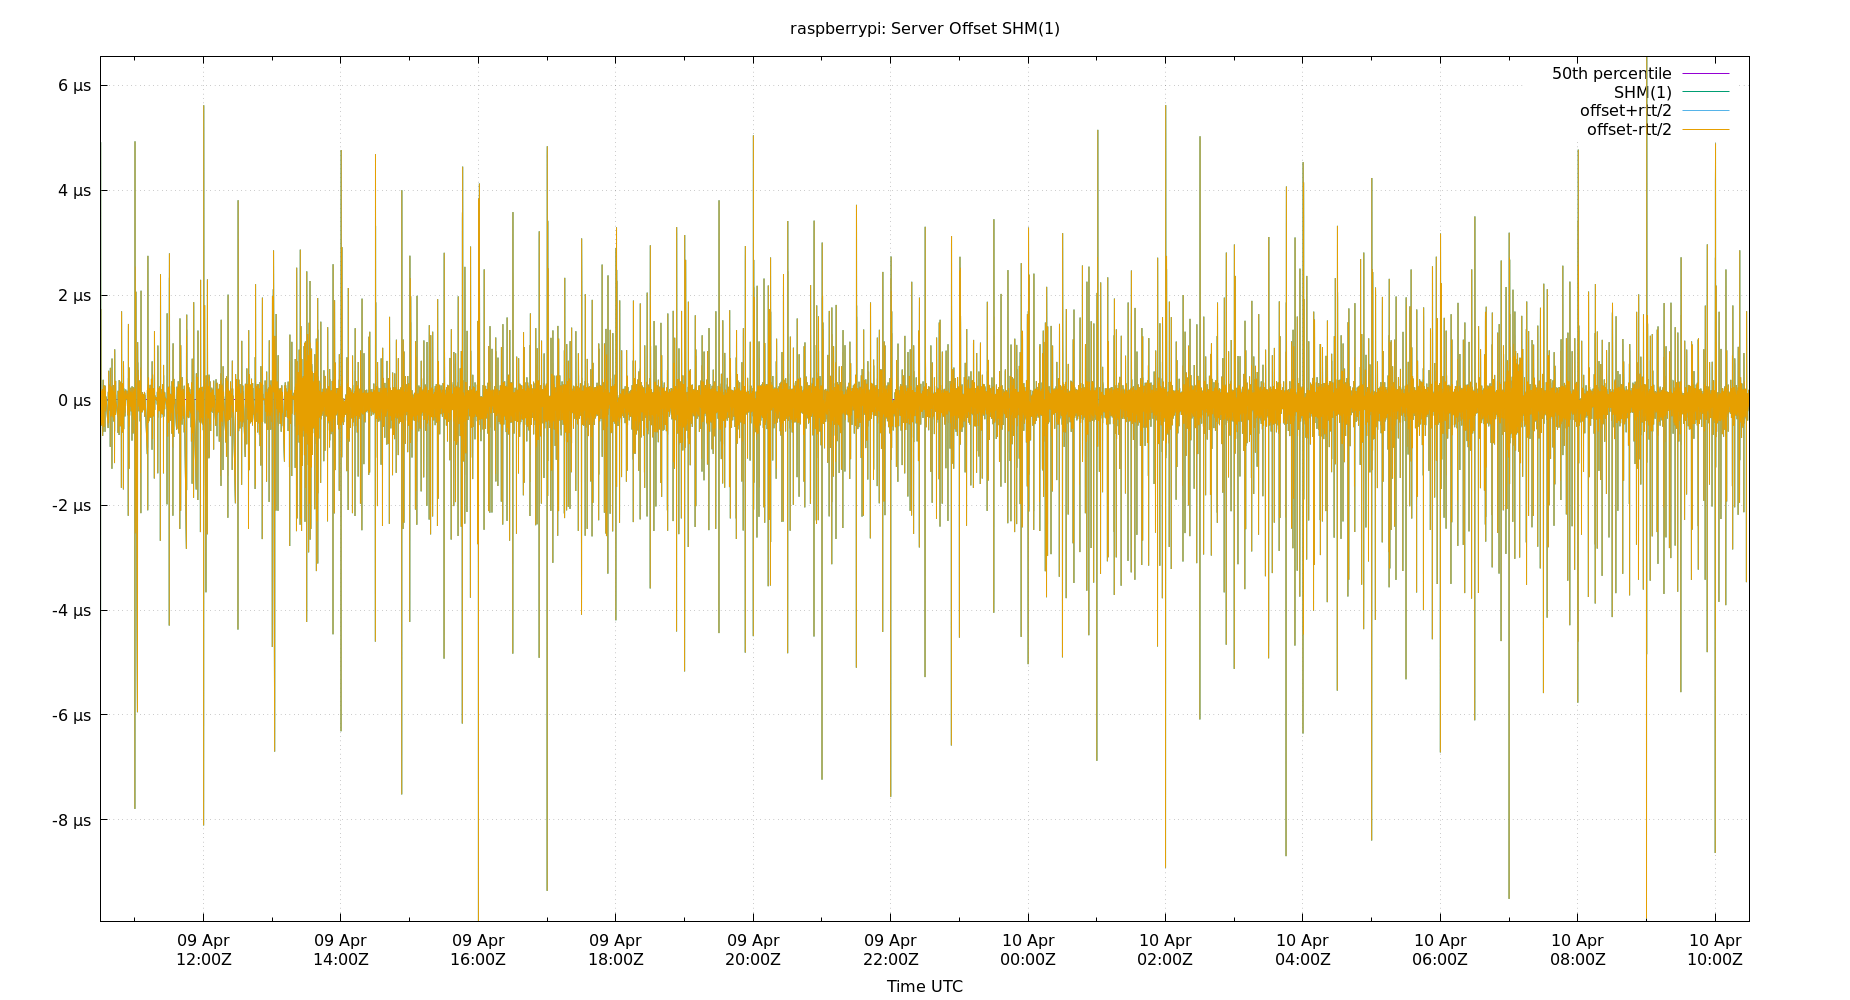 raspberrypi: Server Offset SHM(1)
50th percentile
SHM(1)
offset+rtt/2
offset-rtt/2
6 µs
4 µs
2 µs
0 µs
-2 µs
-4 µs
-6 µs
-8 µs
09 Apr 09 Apr 09 Apr 09 Apr 09 Apr 09 Apr 10 Apr 10 Apr 10 Apr 10 Apr 10 Apr 10 Apr
12:00Z 14:00Z 16:00Z 18:00Z 20:00Z 22:00Z 00:00Z 02:00Z 04:00Z 06:00Z 08:00Z 10:00Z
Time UTC